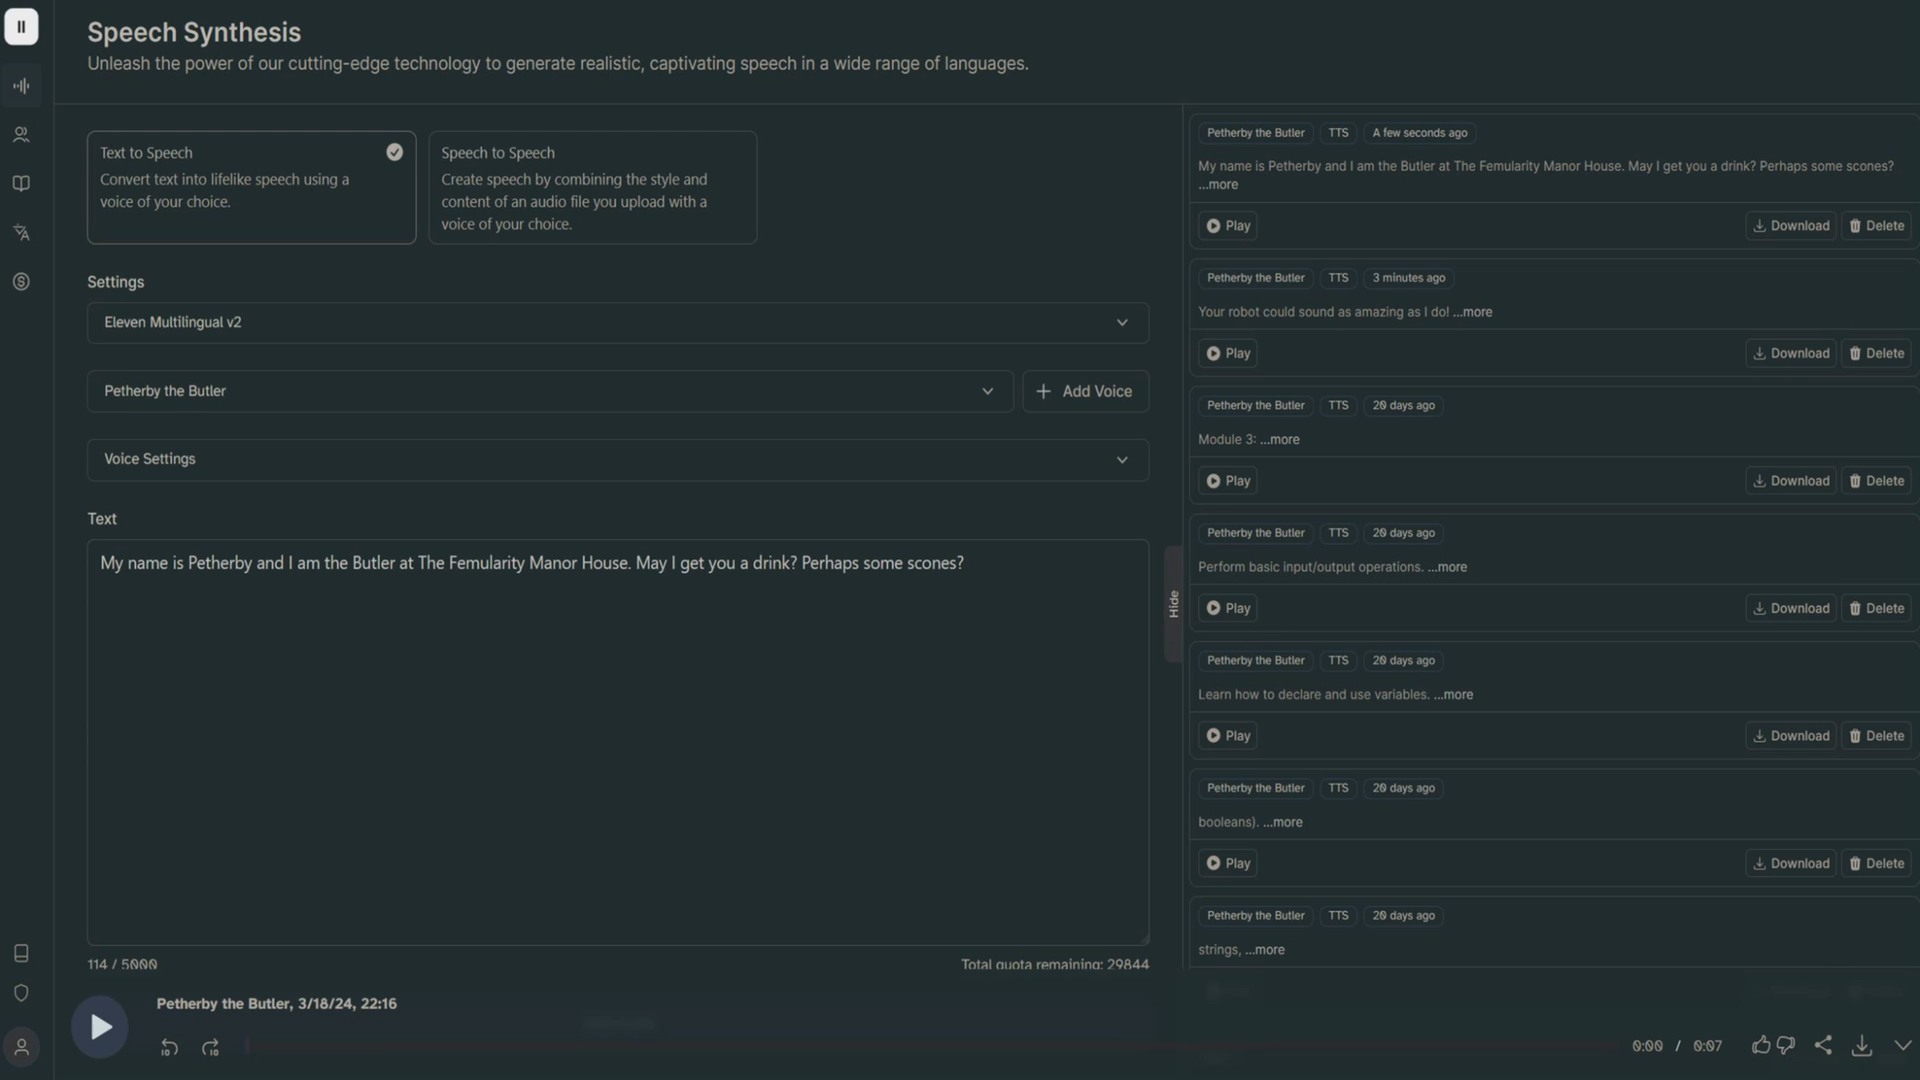 Speech Synthesis
Unleash the power of our cutting-edge technology to generate realistic, captivating speech in a wide range of languages.
Text to Speech
Convert text into lifelike speech using a
voice of your choice.
Speech to Speech
Create speech by combining the style and
content of an audio file you upload with a
voice of your choice.
Settings
Eleven Multilingual v2
Petherby the Butler
Add Voice
Voice Settings
Text
My name is Petherby and I am the Butler at The Femularity Manor House. May I get you a drink? Perhaps some scones?
114 / 5000
Total quota remaining: 29844
Hide
Petherby the Butler TTS A few seconds ago
My name is Petherby and I am the Butler at The Femularity Manor House. May I get you a drink? Perhaps some scones?
...more
Play Download Delete
Petherby the Butler TTS 3 minutes ago
Your robot could sound as amazing as I do! ...more
Play Download Delete
Petherby the Butler TTS 20 days ago
Module 3: ...more
Play Download Delete
Petherby the Butler TTS 20 days ago
Perform basic input/output operations. ...more
Play Download Delete
Petherby the Butler TTS 20 days ago
Learn how to declare and use variables. ...more
Play Download Delete
Petherby the Butler TTS 20 days ago
booleans). ...more
Play Download Delete
Petherby the Butler TTS 20 days ago
strings, ...more
Petherby the Butler, 3/18/24, 22:16
10 10
0:00 / 0:07